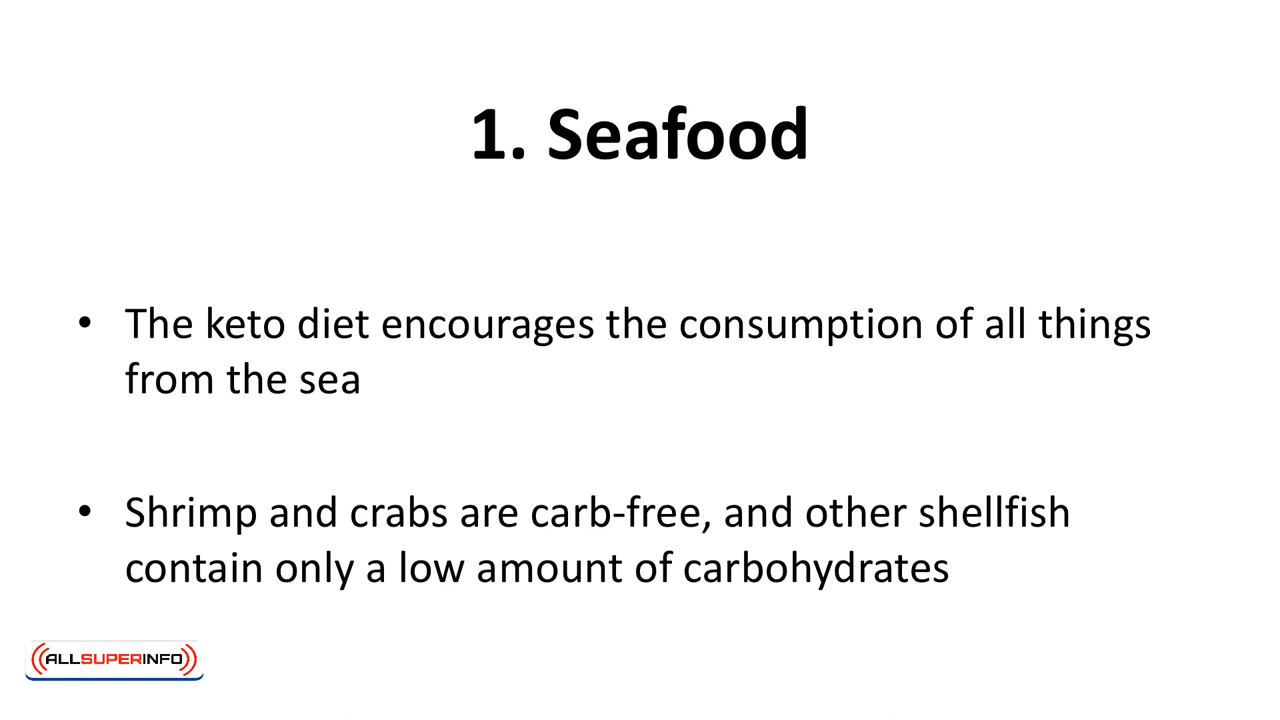 1. Seafood
• The keto diet encourages the consumption of all things
from the sea
• Shrimp and crabs are carb-free, and other shellfish
contain only a low amount of carbohydrates
ALLSUPERINFO